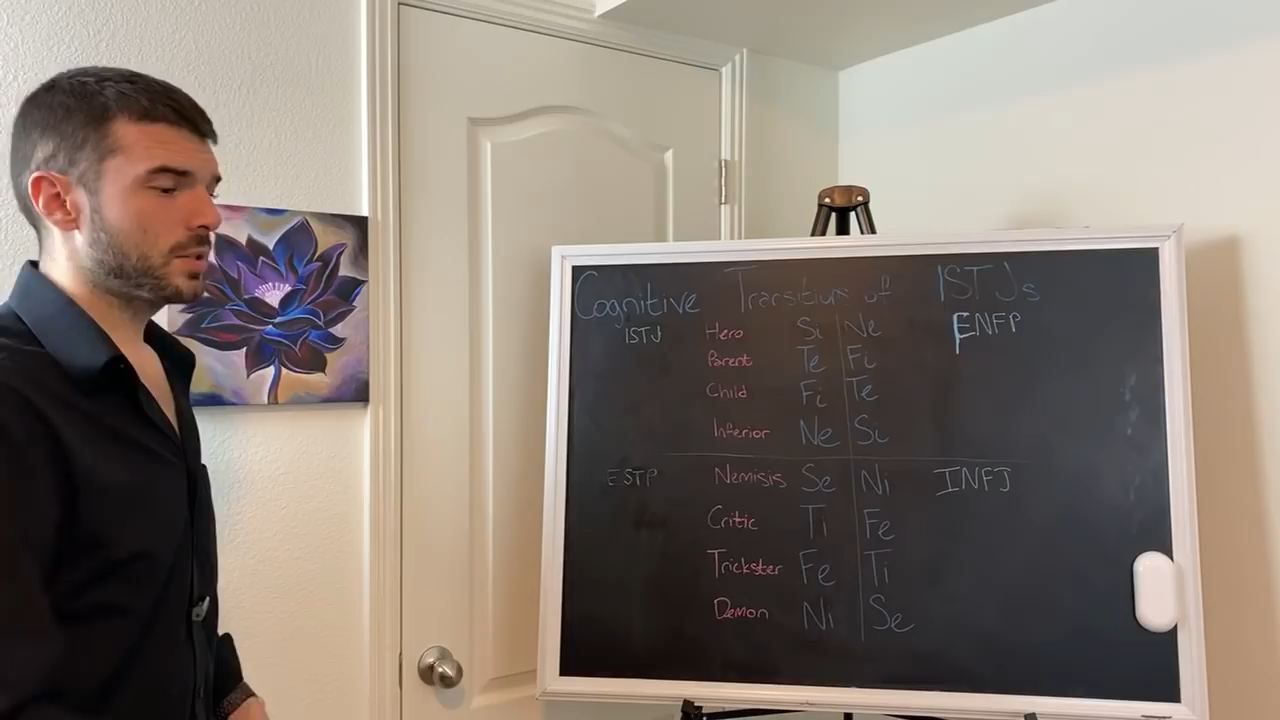 Cognitive Transitions of ISTJs
ISTJ Hero Si Ne ENFP
Parent Te Fi
Child Fi Te
Inferior Ne Si
ESTP Nemisis Se Ni INFJ
Critic Ti Fe
Trickster Fe Ti
Demon Ni Se